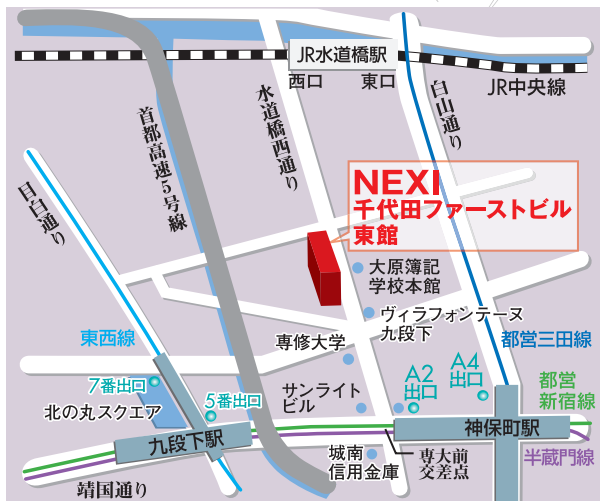 JR水道橋駅
西口
東口
JR中央線
首都高速5号線
水道橋西通り
白山通り
目白通り
NEXI
千代田ファーストビル
東館
大原簿記
学校本館
ヴィラフォンテーヌ
九段下
専修大学
東西線
都営三田線
7番出口
5番出口
北の丸スクエア
サンライト
ビル
A2
出口
A4
出口
都営
新宿線
九段下駅
神保町駅
半蔵門線
城南
信用金庫
専大前
交差点
靖国通り